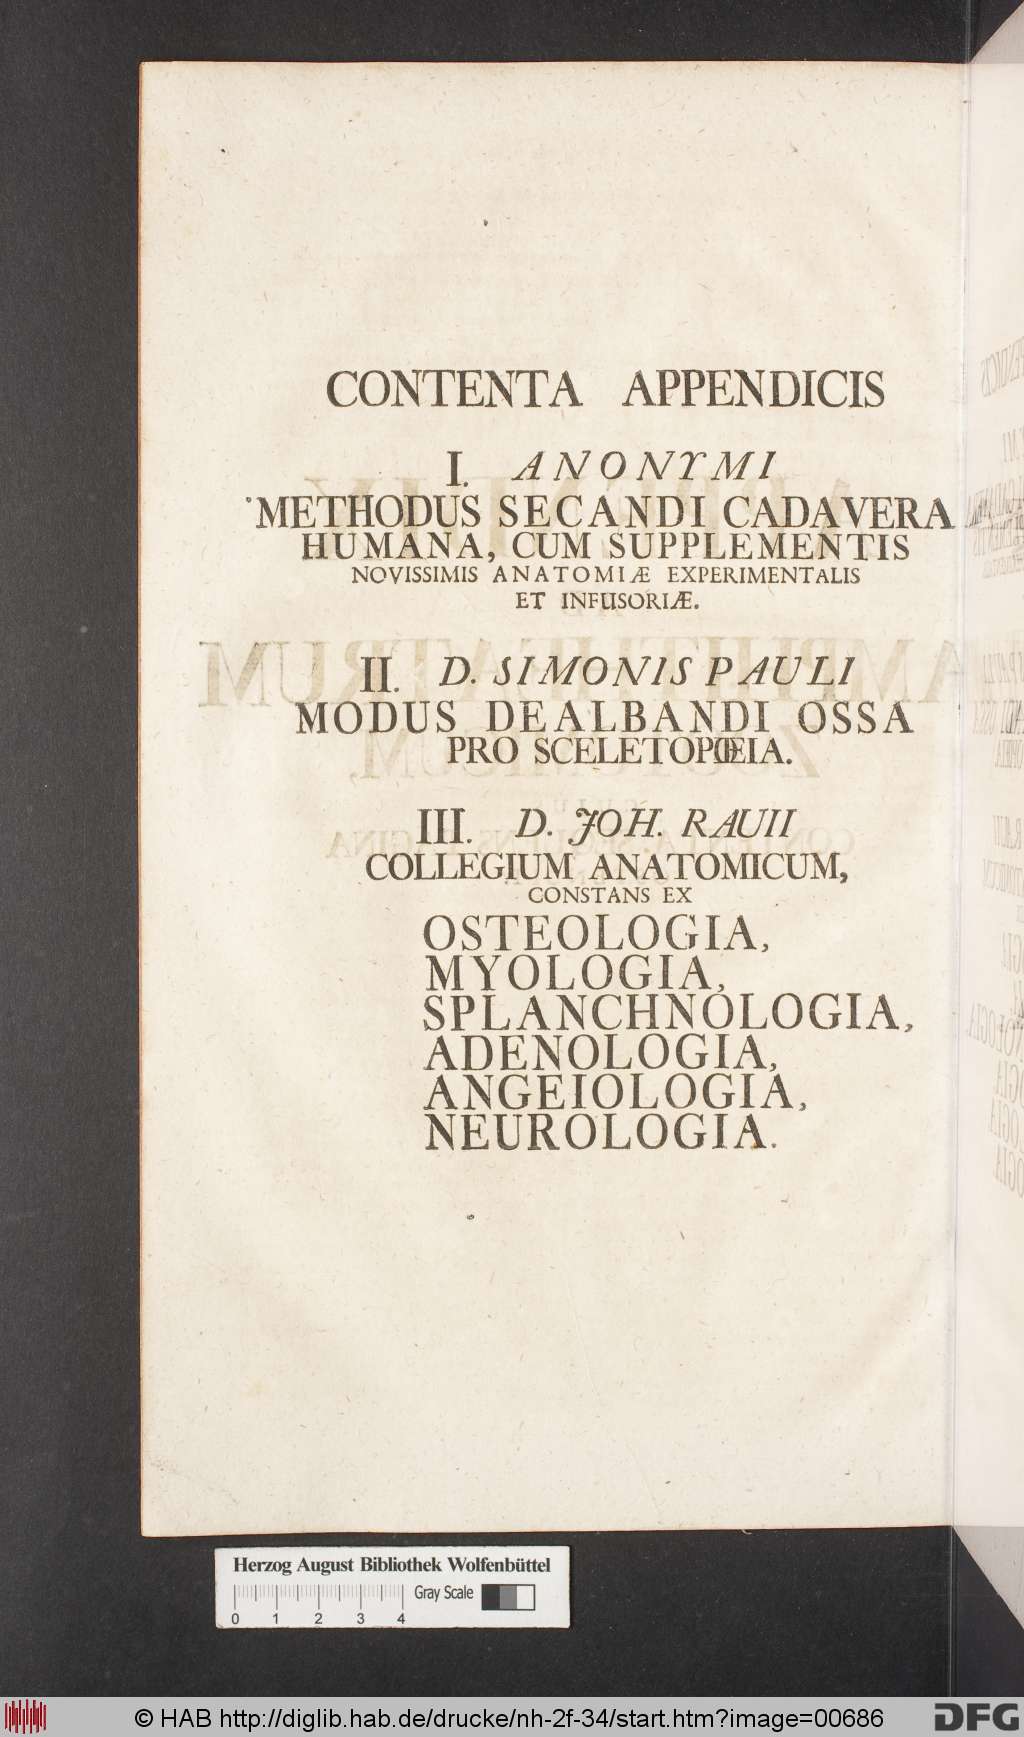 CONTENTA APPENDICIS
I. ANONYMI
METHODUS SECANDI CADAVERA
HUMANA, CUM SUPPLEMENTIS
NOVISSIMIS ANATOMIÆ EXPERIMENTALIS
ET INFUSORIÆ.
II. D. SIMONIS PAULI
MODUS DEALBANDI OSSA
PRO SCELETOPŒIA.
III. D. JOH. RAUII
COLLEGIUM ANATOMICUM,
CONSTANS EX
OSTEOLOGIA,
MYOLOGIA,
SPLANCHNOLOGIA,
ADENOLOGIA,
ANGEIOLOGIA,
NEUROLOGIA.
Herzog August Bibliothek Wolfenbüttel
Gray Scale
0 1 2 3 4
© HAB http://diglib.hab.de/drucke/nh-2f-34/start.htm?image=00686
DFG